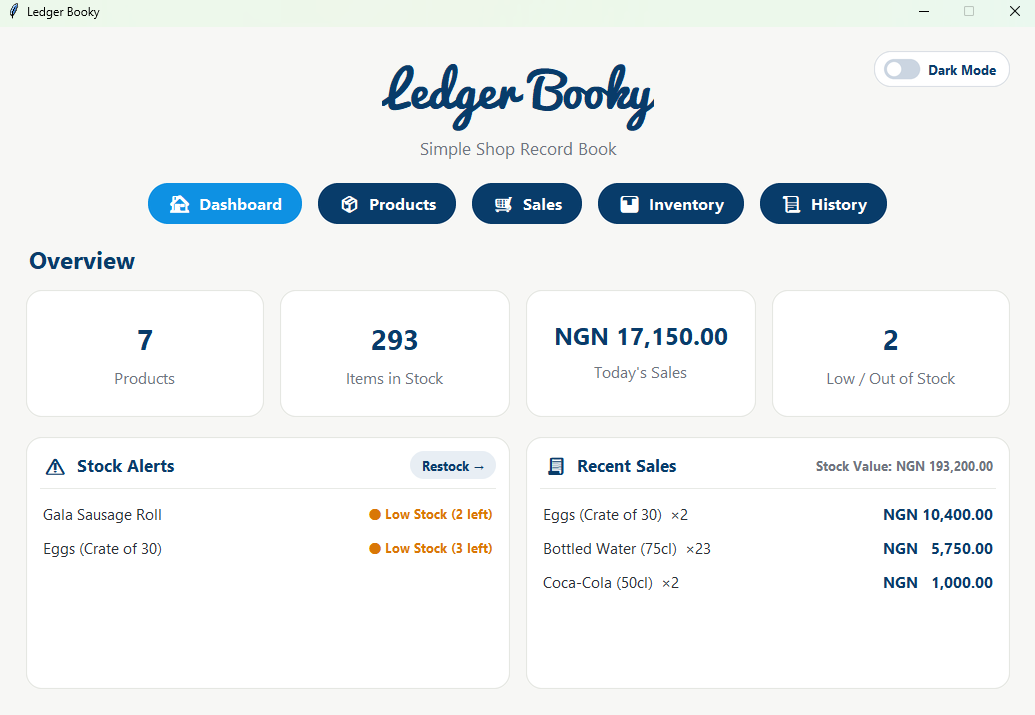 Ledger Booky
Ledger Booky
Dark Mode
Simple Shop Record Book
Dashboard
Products
Sales
Inventory
History
Overview
7
Products
293
Items in Stock
NGN 17,150.00
Today's Sales
2
Low / Out of Stock
Stock Alerts
Restock →
Gala Sausage Roll
Low Stock (2 left)
Eggs (Crate of 30)
Low Stock (3 left)
Recent Sales
Stock Value: NGN 193,200.00
Eggs (Crate of 30) ×2
NGN 10,400.00
Bottled Water (75cl) ×23
NGN 5,750.00
Coca-Cola (50cl) ×2
NGN 1,000.00